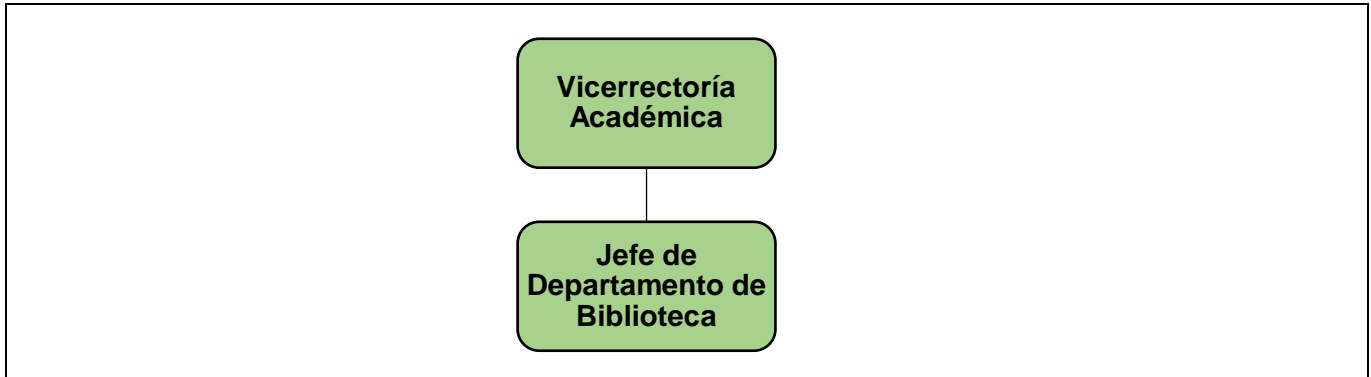 Vicerrectoría
Académica
Jefe de
Departamento de
Biblioteca